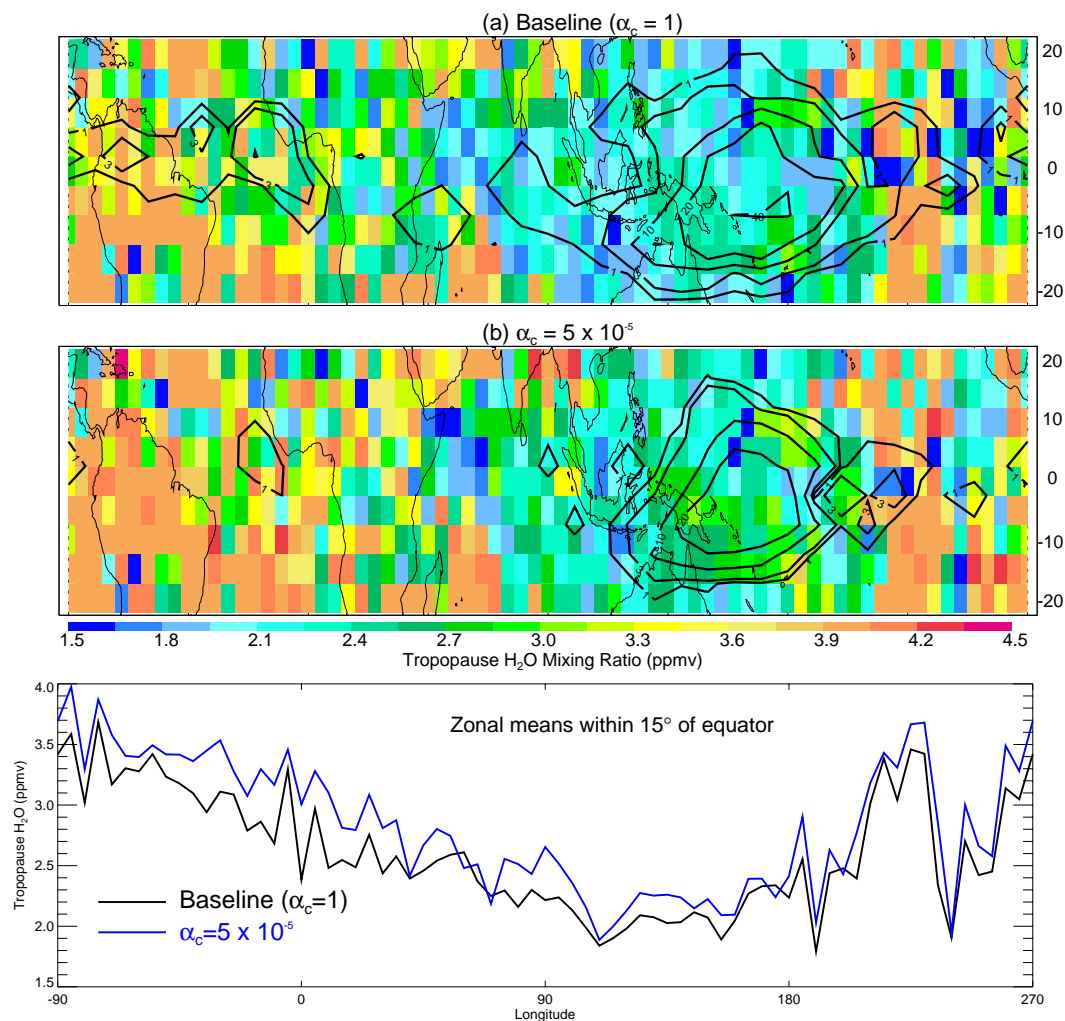 (a) Baseline (αc = 1)
20
10
0
-10
-20
(b) αc = 5 x 10-5
20
10
0
-10
-20
1.5 1.8 2.1 2.4 2.7 3.0 3.3 3.6 3.9 4.2 4.5
Tropopause H2O Mixing Ratio (ppmv)
Zonal means within 15° of equator
4.0
3.5
3.0
2.5
2.0
1.5
Tropopause H2O (ppmv)
Baseline (αc=1)
αc=5 x 10-5
-90 0 90 180 270
Longitude